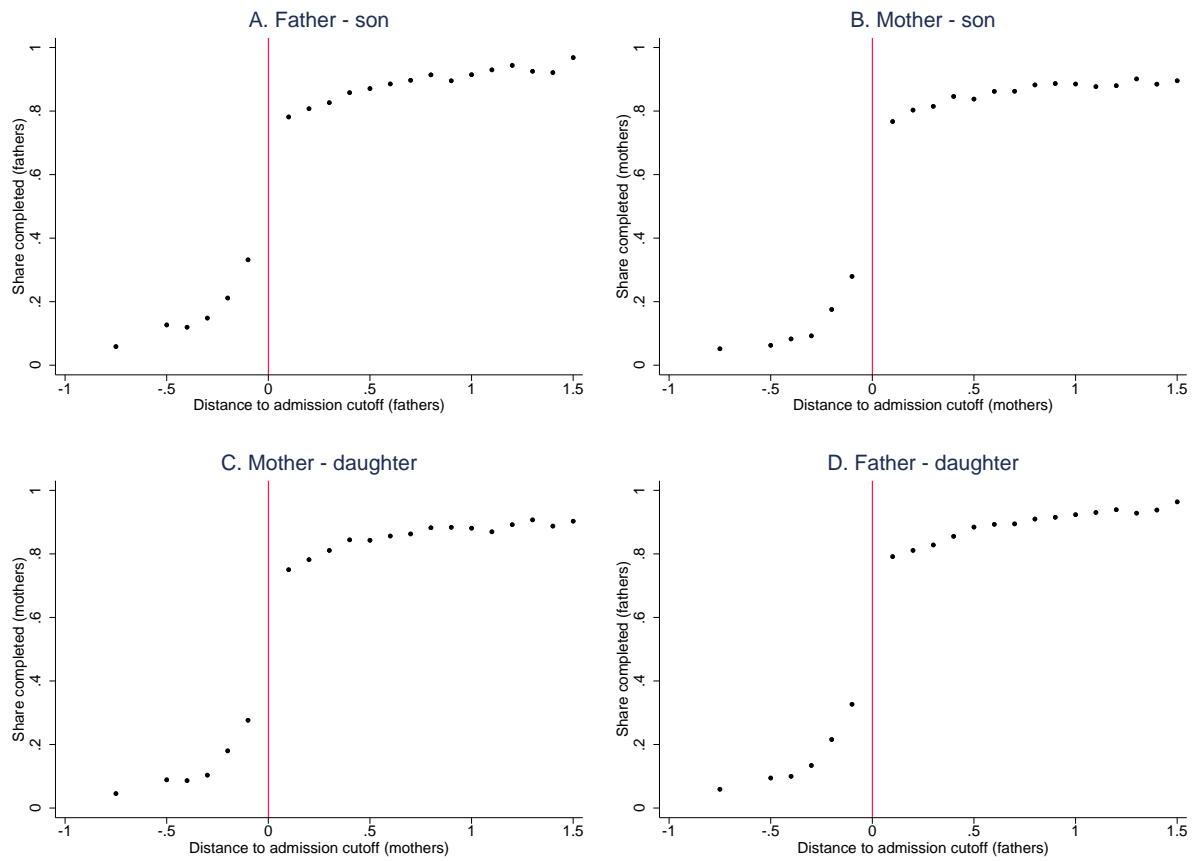 A. Father - son
Share completed (fathers)
1
.8
.6
.4
.2
0
-1 -.5 0 .5 1 1.5
Distance to admission cutoff (fathers)
B. Mother - son
Share completed (mothers)
1
.8
.6
.4
.2
0
-1 -.5 0 .5 1 1.5
Distance to admission cutoff (mothers)
C. Mother - daughter
Share completed (mothers)
1
.8
.6
.4
.2
0
-1 -.5 0 .5 1 1.5
Distance to admission cutoff (mothers)
D. Father - daughter
Share completed (fathers)
1
.8
.6
.4
.2
0
-1 -.5 0 .5 1 1.5
Distance to admission cutoff (fathers)